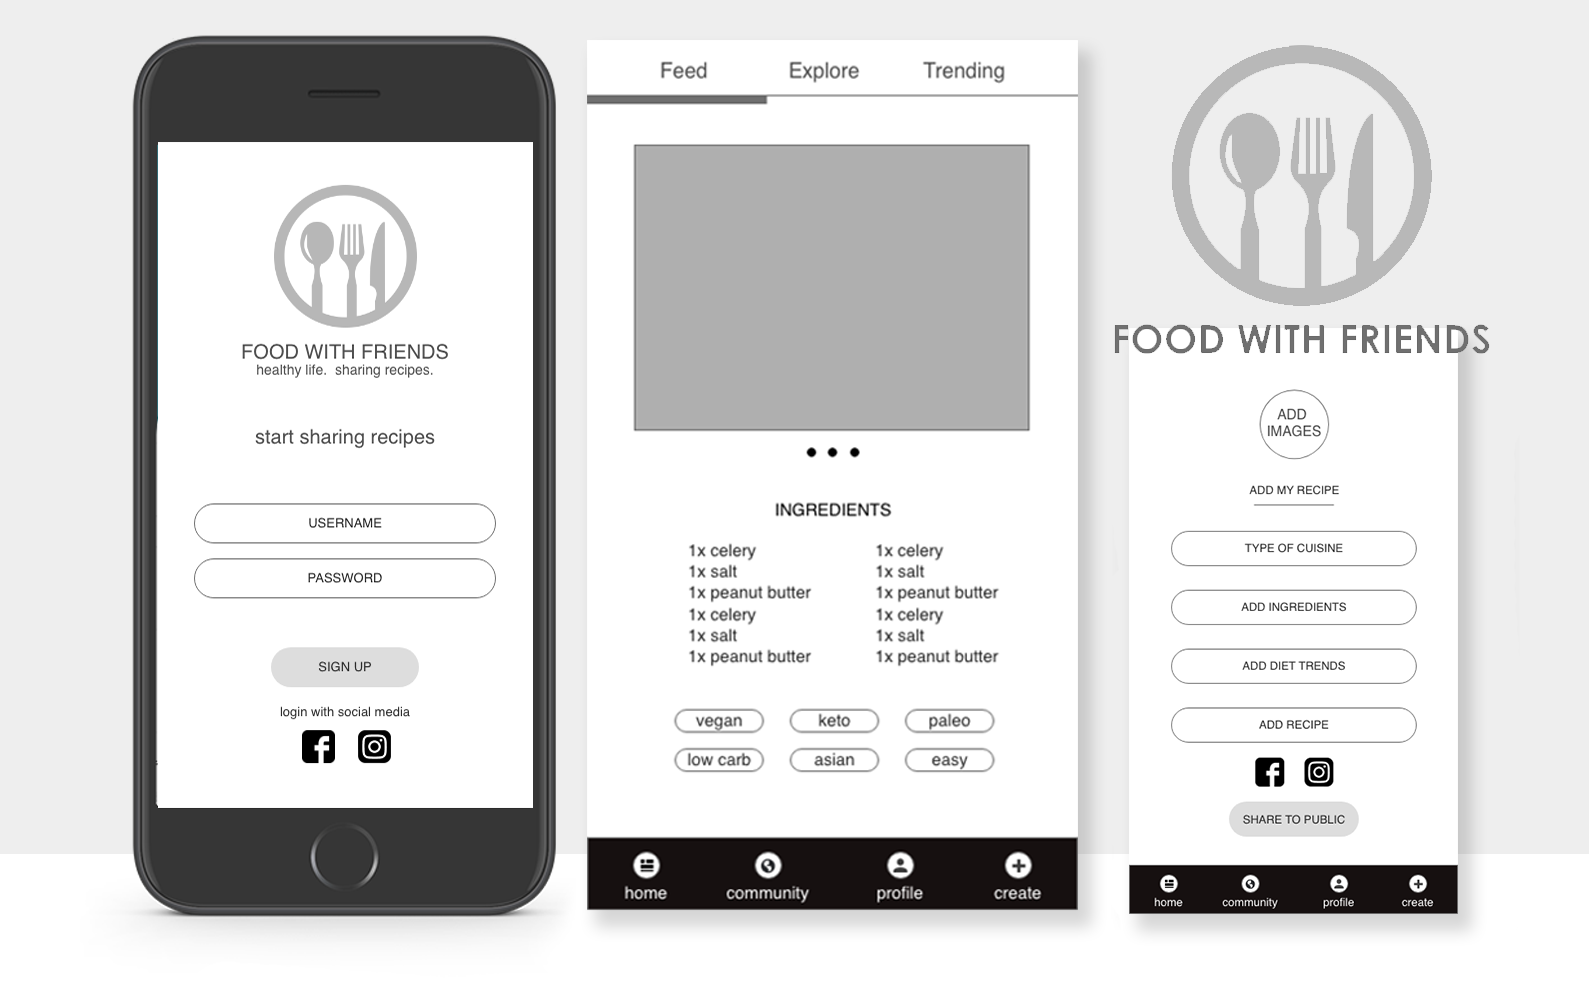 FOOD WITH FRIENDS
healthy life.  sharing recipes.
start sharing recipes
USERNAME
PASSWORD
SIGN UP
login with social media
Feed Explore Trending
INGREDIENTS
1x celery
1x salt
1x peanut butter
1x celery
1x salt
1x peanut butter
1x celery
1x salt
1x peanut butter
1x celery
1x salt
1x peanut butter
vegan keto paleo
low carb asian easy
home community profile create
FOOD WITH FRIENDS
ADD
IMAGES
ADD MY RECIPE
TYPE OF CUISINE
ADD INGREDIENTS
ADD DIET TRENDS
ADD RECIPE
SHARE TO PUBLIC
home community profile create